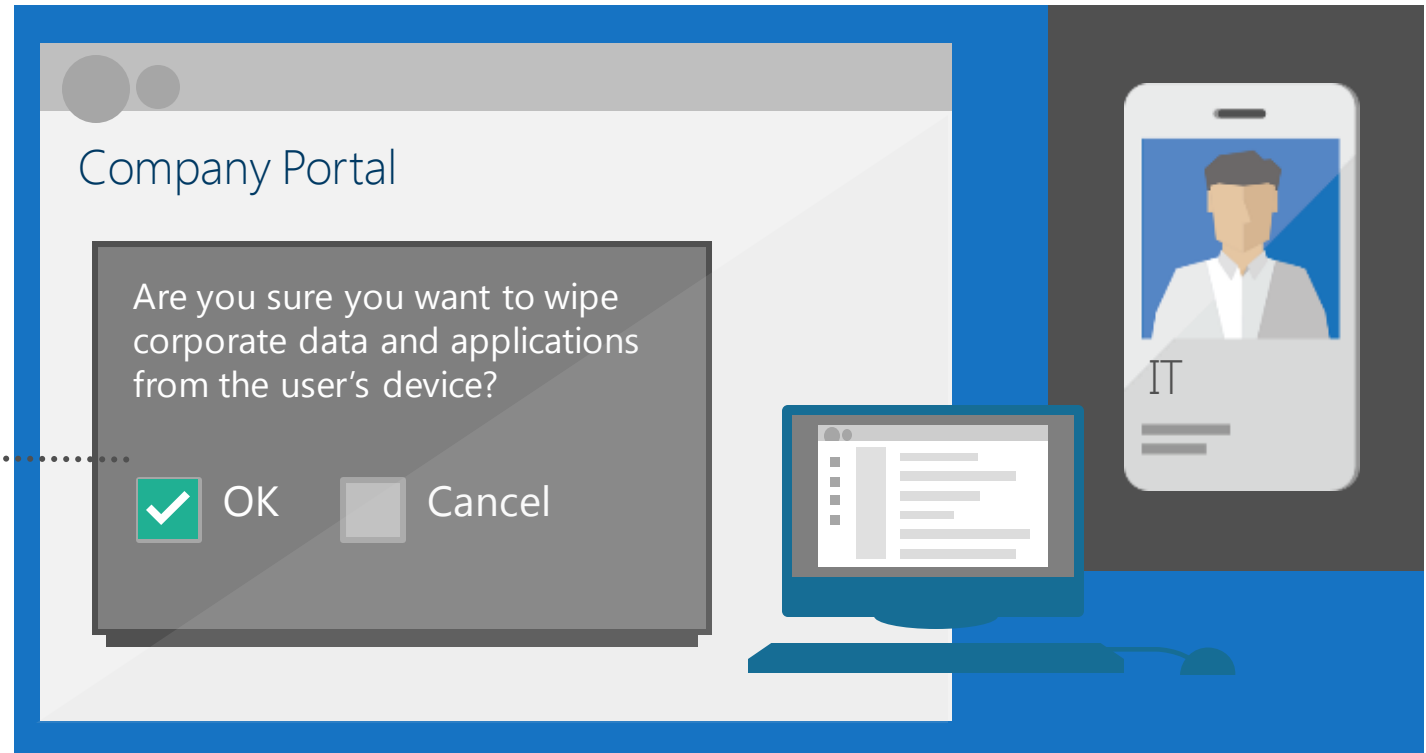 Company Portal
Are you sure you want to wipe
corporate data and applications
from the user’s device?
OK
Cancel
IT